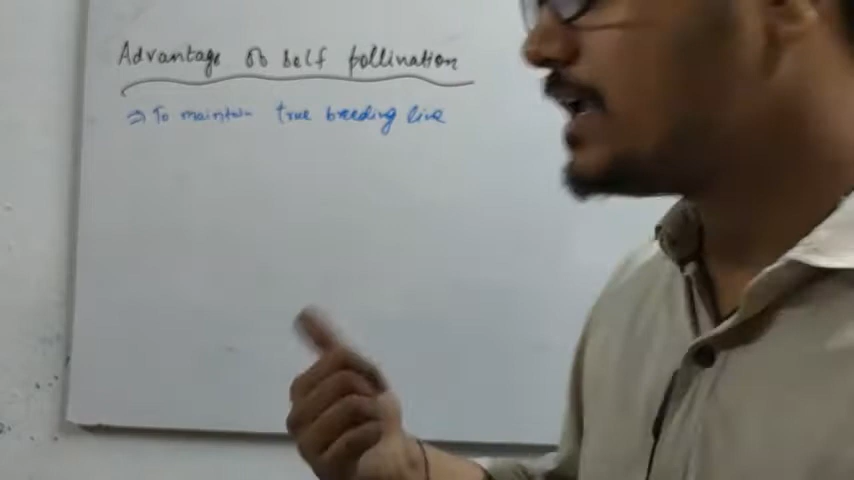 Advantage of self pollination
⇒ To maintain true breeding line